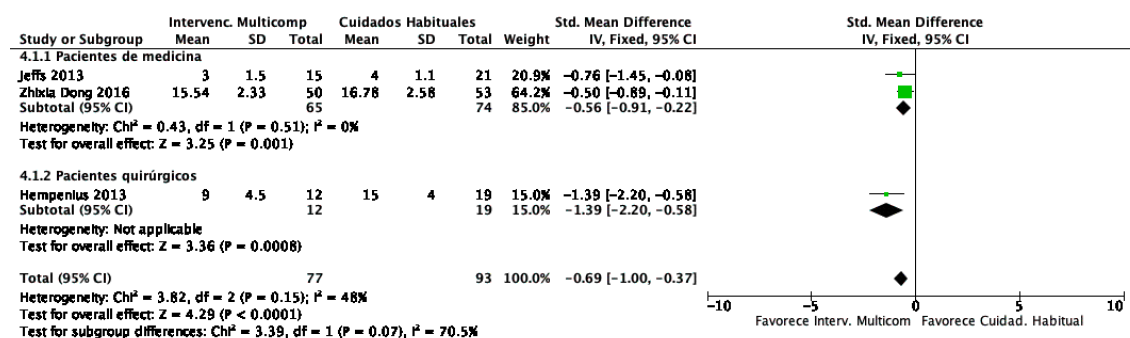 Intervenc. Multicomp Cuidados Habituales Std. Mean Difference Std. Mean Difference
Study or Subgroup Mean SD Total Mean SD Total Weight IV, Fixed, 95% CI IV, Fixed, 95% CI
4.1.1 Pacientes de medicina
Jeffs 2013 3 1.5 15 4 1.1 21 20.9% −0.76 [−1.45, −0.08]
Zhixia Dong 2016 15.54 2.33 50 16.78 2.58 53 64.2% −0.50 [−0.89, −0.11]
Subtotal (95% CI) 65 74 85.0% −0.56 [−0.91, −0.22]
Heterogeneity: Chi² = 0.43, df = 1 (P = 0.51); I² = 0%
Test for overall effect: Z = 3.25 (P = 0.001)
4.1.2 Pacientes quirúrgicos
Hempenius 2013 9 4.5 12 15 4 19 15.0% −1.39 [−2.20, −0.58]
Subtotal (95% CI) 12 19 15.0% −1.39 [−2.20, −0.58]
Heterogeneity: Not applicable
Test for overall effect: Z = 3.36 (P = 0.0008)
Total (95% CI) 77 93 100.0% −0.69 [−1.00, −0.37]
Heterogeneity: Chi² = 3.82, df = 2 (P = 0.15); I² = 48%
Test for overall effect: Z = 4.29 (P < 0.0001)
Test for subgroup differences: Chi² = 3.39, df = 1 (P = 0.07), I² = 70.5%
−10 −5 0 5 10
Favorece Interv. Multicom Favorece Cuidad. Habitual